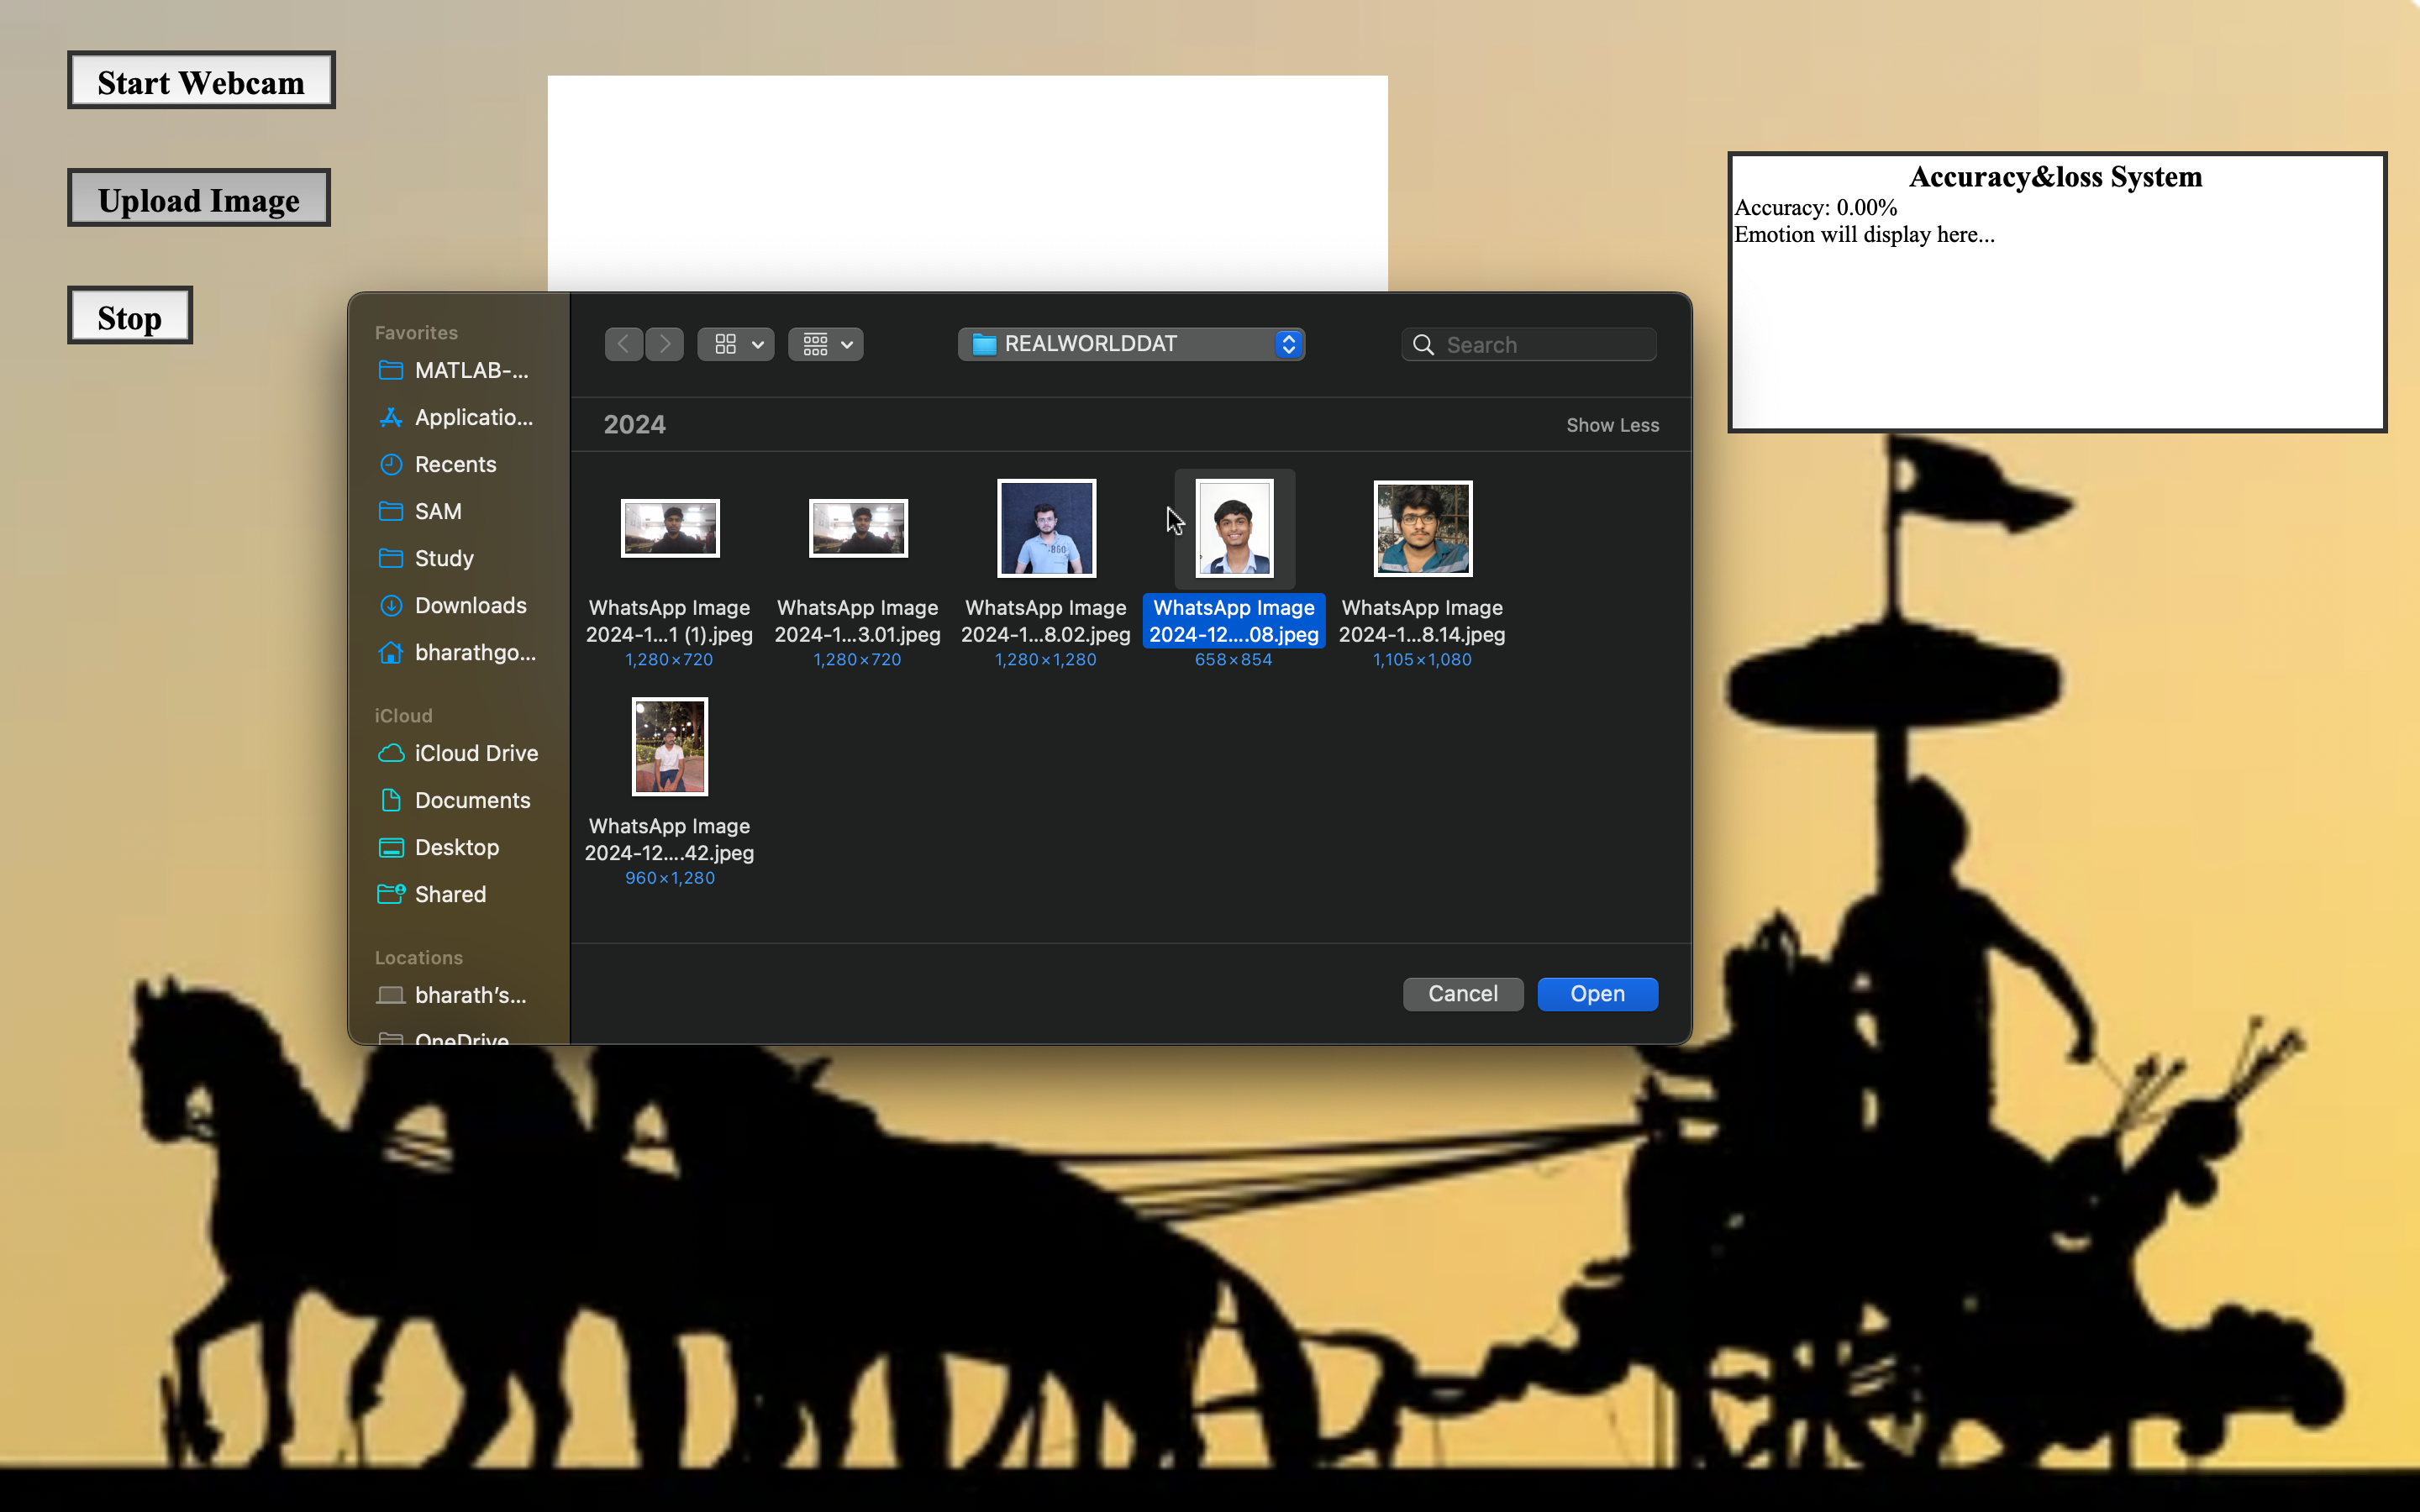 Start Webcam
Upload Image
Stop
Accuracy&loss System
Accuracy: 0.00%
Emotion will display here...
Favorites
MATLAB-...
Applicatio...
Recents
SAM
Study
Downloads
bharathgo...
iCloud
iCloud Drive
Documents
Desktop
Shared
Locations
bharath's...
OneDrive
REALWORLDDAT
Search
2024
Show Less
WhatsApp Image
2024-1...1 (1).jpeg
1,280×720
WhatsApp Image
2024-1...3.01.jpeg
1,280×720
WhatsApp Image
2024-1...8.02.jpeg
1,280×1,280
WhatsApp Image
2024-12....08.jpeg
658×854
WhatsApp Image
2024-1...8.14.jpeg
1,105×1,080
WhatsApp Image
2024-12....42.jpeg
960×1,280
Cancel
Open